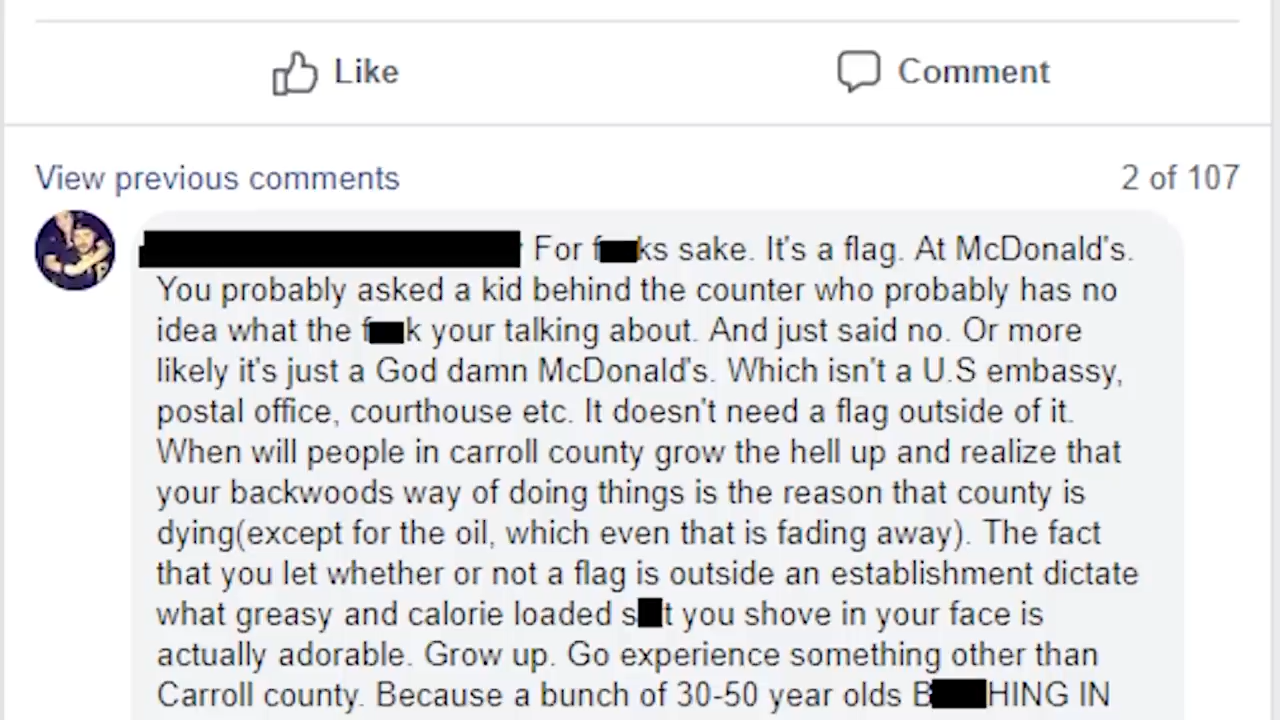 Like Comment
View previous comments 2 of 107
For f ks sake. It's a flag. At McDonald's.
You probably asked a kid behind the counter who probably has no
idea what the f k your talking about. And just said no. Or more
likely it's just a God damn McDonald's. Which isn't a U.S embassy,
postal office, courthouse etc. It doesn't need a flag outside of it.
When will people in carroll county grow the hell up and realize that
your backwoods way of doing things is the reason that county is
dying(except for the oil, which even that is fading away). The fact
that you let whether or not a flag is outside an establishment dictate
what greasy and calorie loaded s t you shove in your face is
actually adorable. Grow up. Go experience something other than
Carroll county. Because a bunch of 30-50 year olds B HING IN